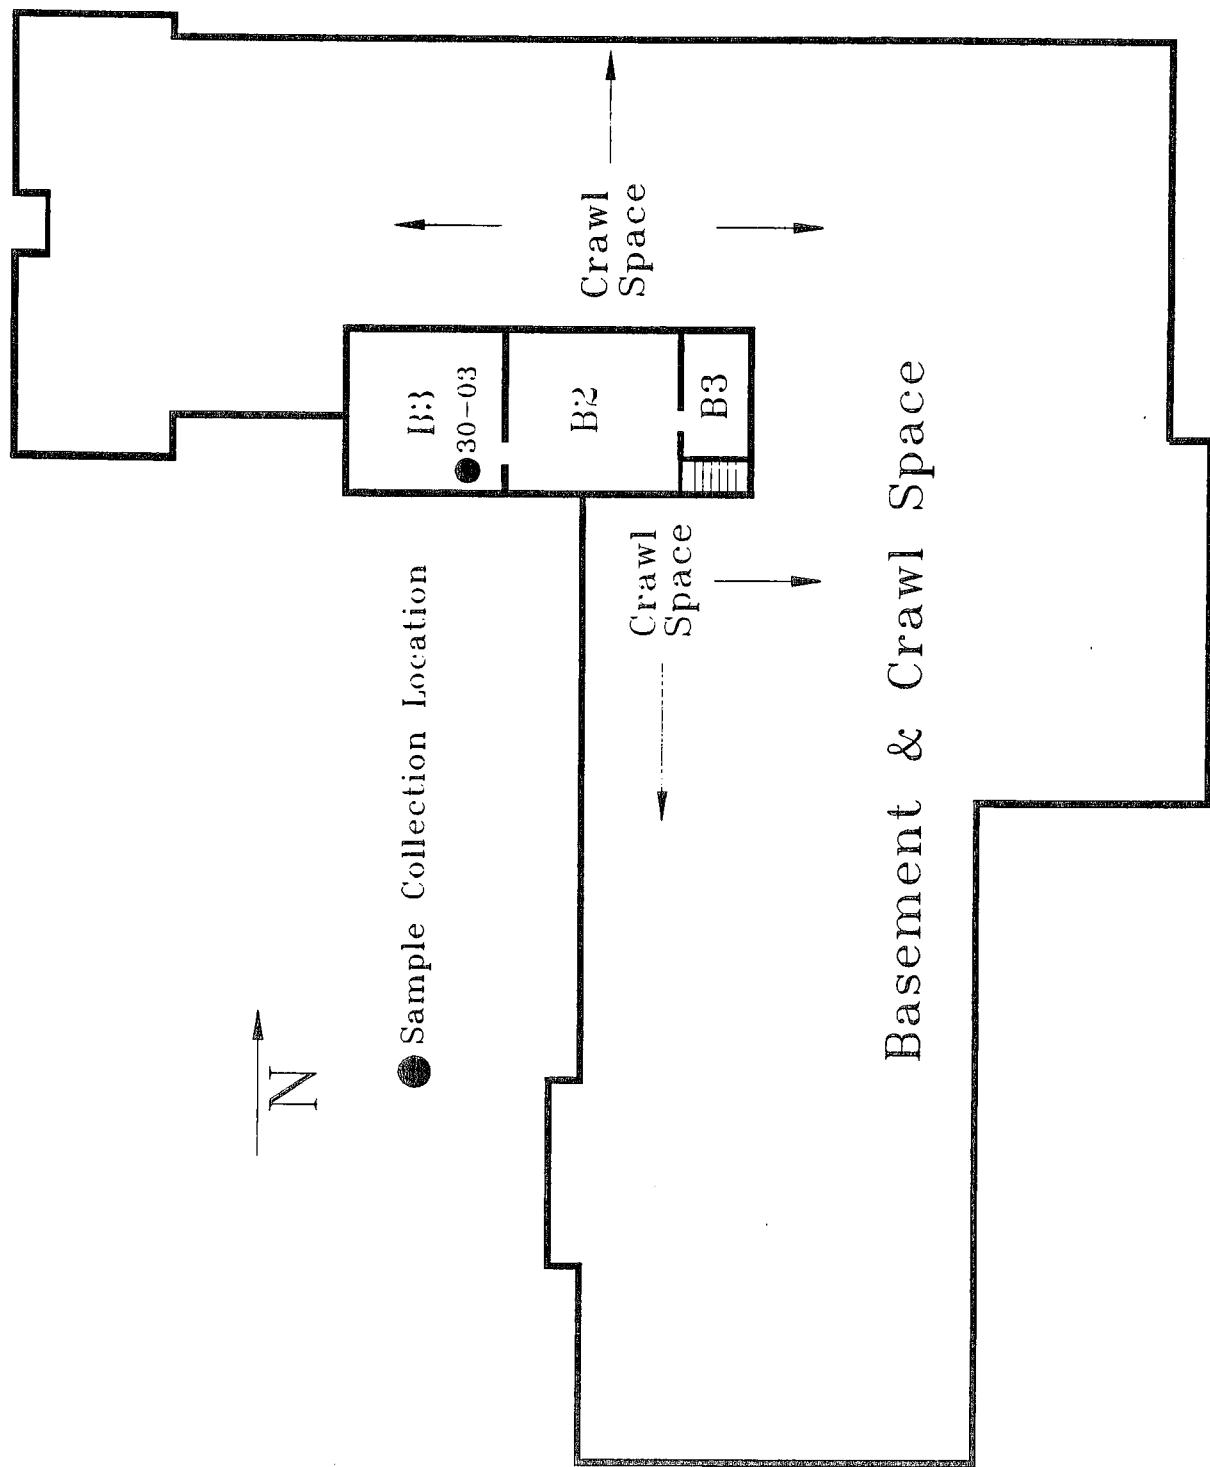 N
Sample Collection Location
B3
30-03
B2
B3
Crawl
Space
Crawl
Space
Basement & Crawl Space